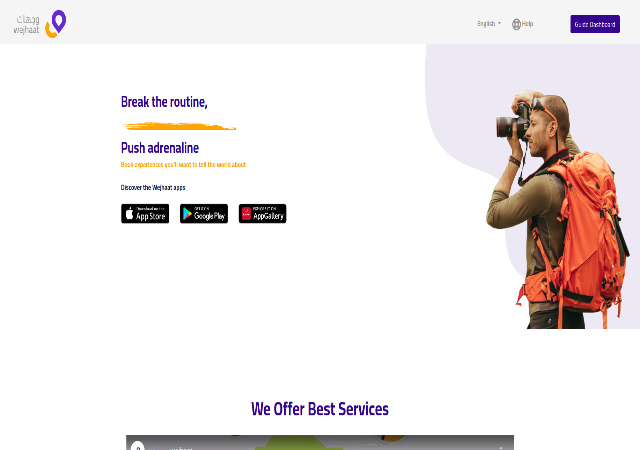 وجهات
wejhaat
English
Help
Guide Dashboard
Break the routine,
Push adrenaline
Book experiences you'll want to tell the world about
Discover the Wejhaat apps
Download on the
App Store
GET IT ON
Google Play
EXPLORE IT ON
AppGallery
We Offer Best Services